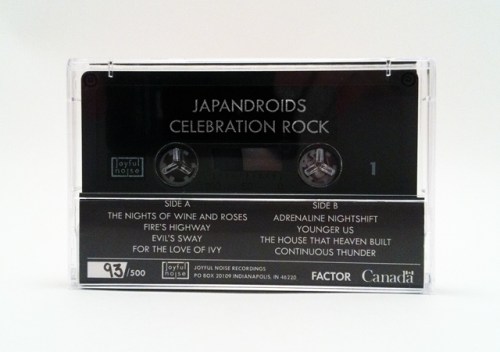 JAPANDROIDS
CELEBRATION ROCK
joyful
noise
1
SIDE A
THE NIGHTS OF WINE AND ROSES
FIRE'S HIGHWAY
EVIL'S SWAY
FOR THE LOVE OF IVY
SIDE B
ADRENALINE NIGHTSHIFT
YOUNGER US
THE HOUSE THAT HEAVEN BUILT
CONTINUOUS THUNDER
93/500
joyful
noise
JOYFUL NOISE RECORDINGS
PO BOX 20109 INDIANAPOLIS, IN 46220
FACTOR
Canada